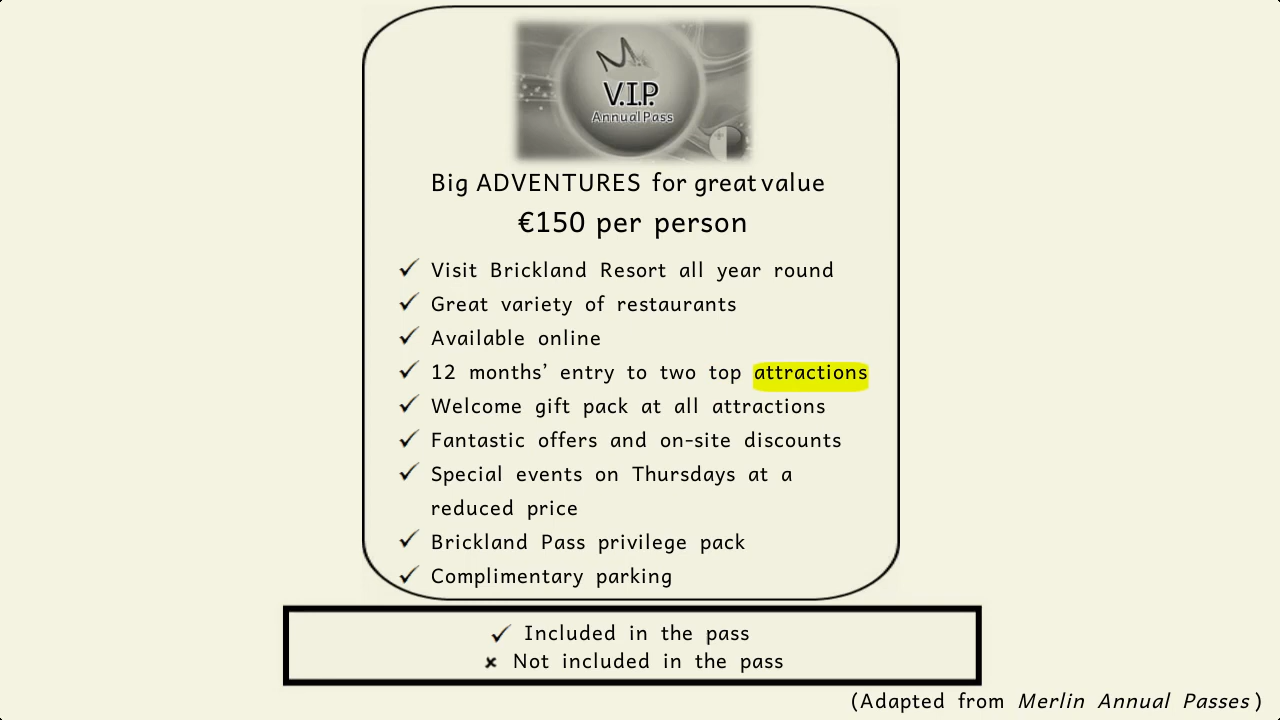 V.I.P.
Annual Pass
Big ADVENTURES for great value
€150 per person
✓ Visit Brickland Resort all year round
✓ Great variety of restaurants
✓ Available online
✓ 12 months’ entry to two top attractions
✓ Welcome gift pack at all attractions
✓ Fantastic offers and on-site discounts
✓ Special events on Thursdays at a
reduced price
✓ Brickland Pass privilege pack
✓ Complimentary parking
✓ Included in the pass
✘ Not included in the pass
(Adapted from Merlin Annual Passes)